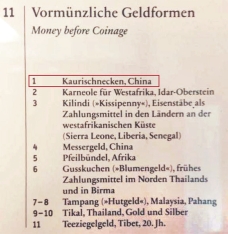 11 Vormünzliche Geldformen
Money before Coinage
1 Kaurischnecken, China
2 Karneole für Westafrika, Idar-Oberstein
3 Kilindi (»Kissipenny«), Eisenstäbe als
Zahlungsmittel in den Ländern an der
westafrikanischen Küste
(Sierra Leone, Liberia, Senegal)
4 Messergeld, China
5 Pfeilbündel, Afrika
6 Gusskuchen (»Blumengeld«), frühes
Zahlungsmittel im Norden Thailands
und in Birma
7–8 Tampang (»Hutgeld«), Malaysia, Pahang
9–10 Tikal, Thailand, Gold und Silber
11 Teeziegelgeld, Tibet, 20. Jh.